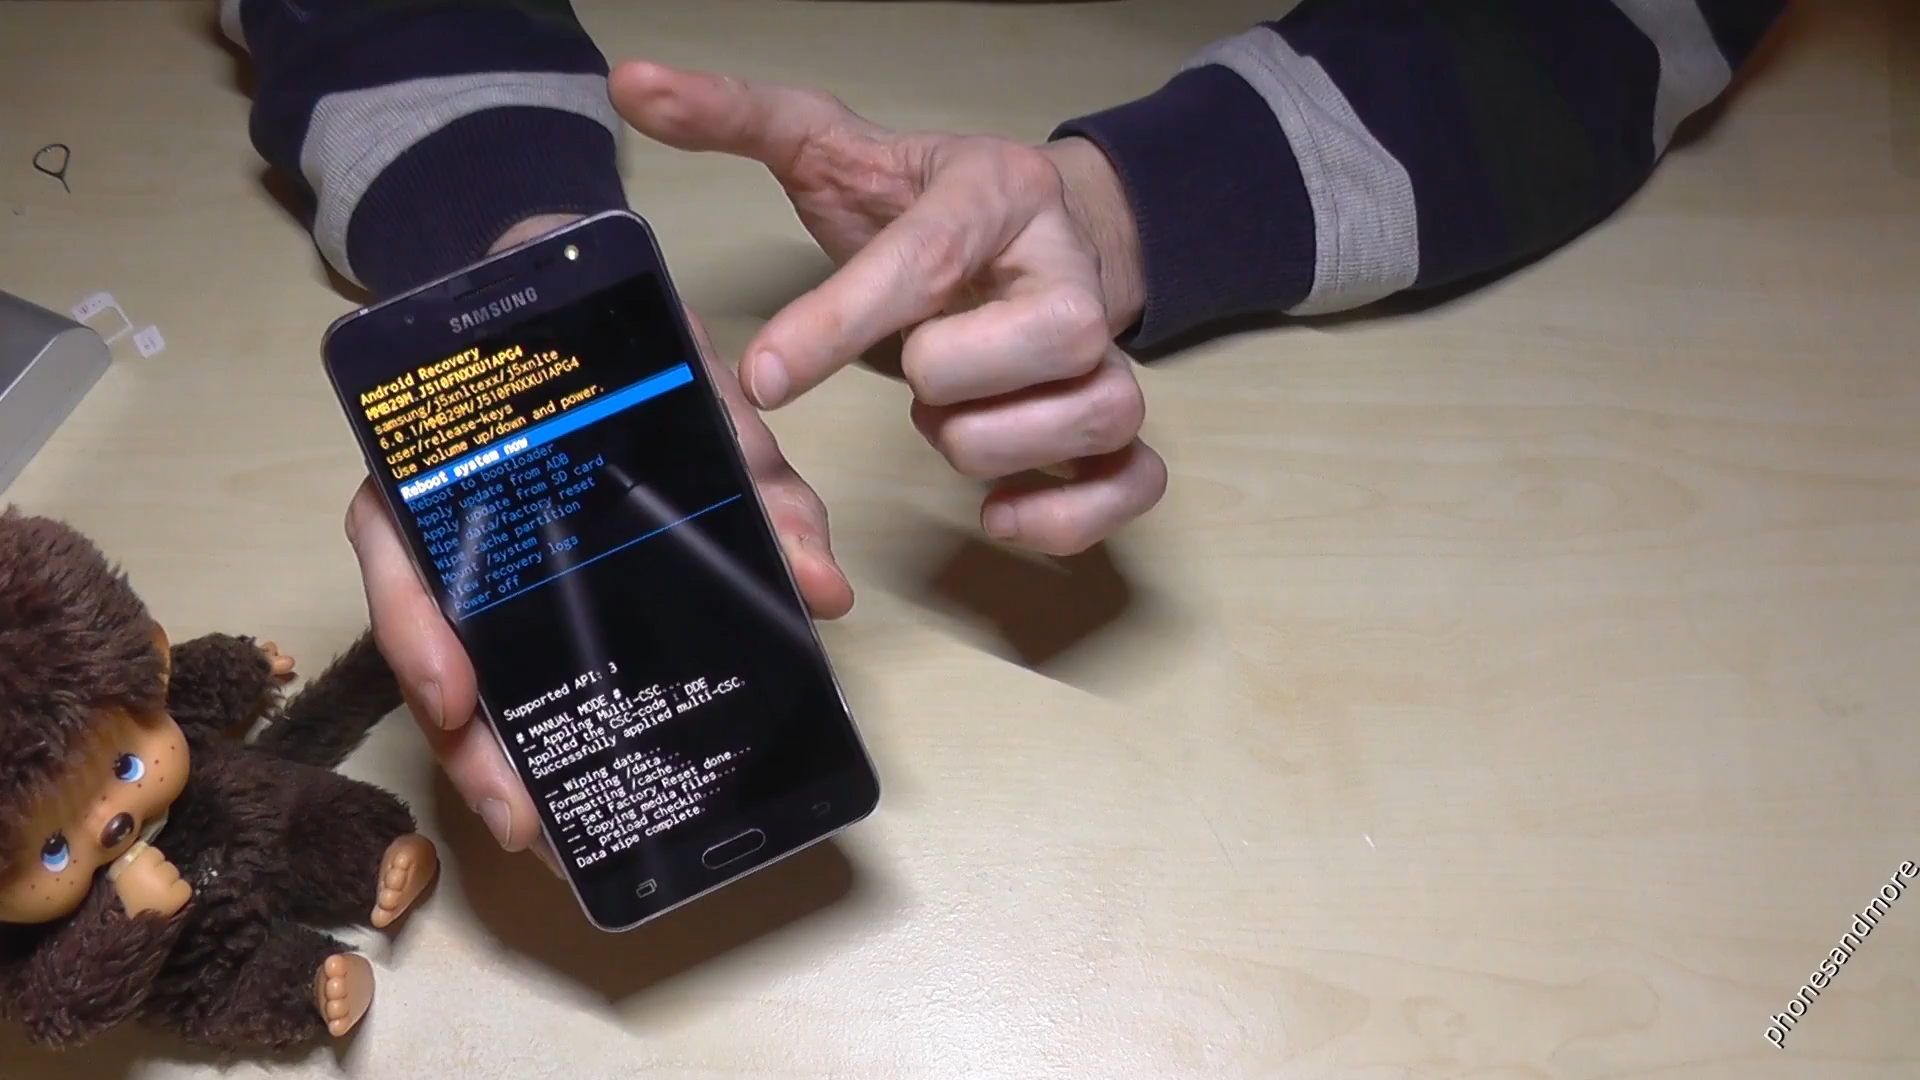 SAMSUNG
Android Recovery
MMB29M.J510FNXXU1APG4
samsung/j5xnltexx/j5xnlte
6.0.1/MMB29M/J510FNXXU1APG4
user/release-keys
Use volume up/down and power.
Reboot system now
Reboot to bootloader
Apply update from ADB
Apply update from SD card
Wipe data/factory reset
Wipe cache partition
Mount /system
View recovery logs
Power off
Supported API: 3
# MANUAL MODE #
-- Appling Multi-CSC...
Applied the CSC-code : DDE
Successfully applied multi-CSC.
-- Wiping data...
Formatting /data...
Formatting /cache...
-- Set Factory Reset done...
-- Copying media files...
-- preload checkin...
Data wipe complete.
phonesandmore